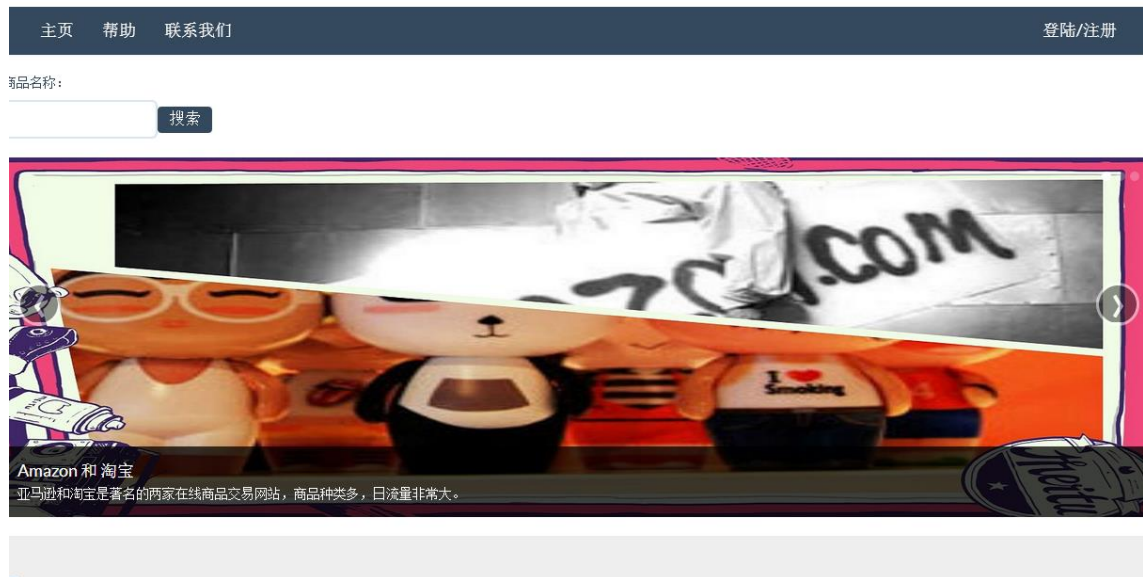 主页 帮助 联系我们 登陆/注册
商品名称：
搜索
.com
I
Smoking
Amazon 和 淘宝
亚马逊和淘宝是著名的两家在线商品交易网站，商品种类多，日流量非常大。